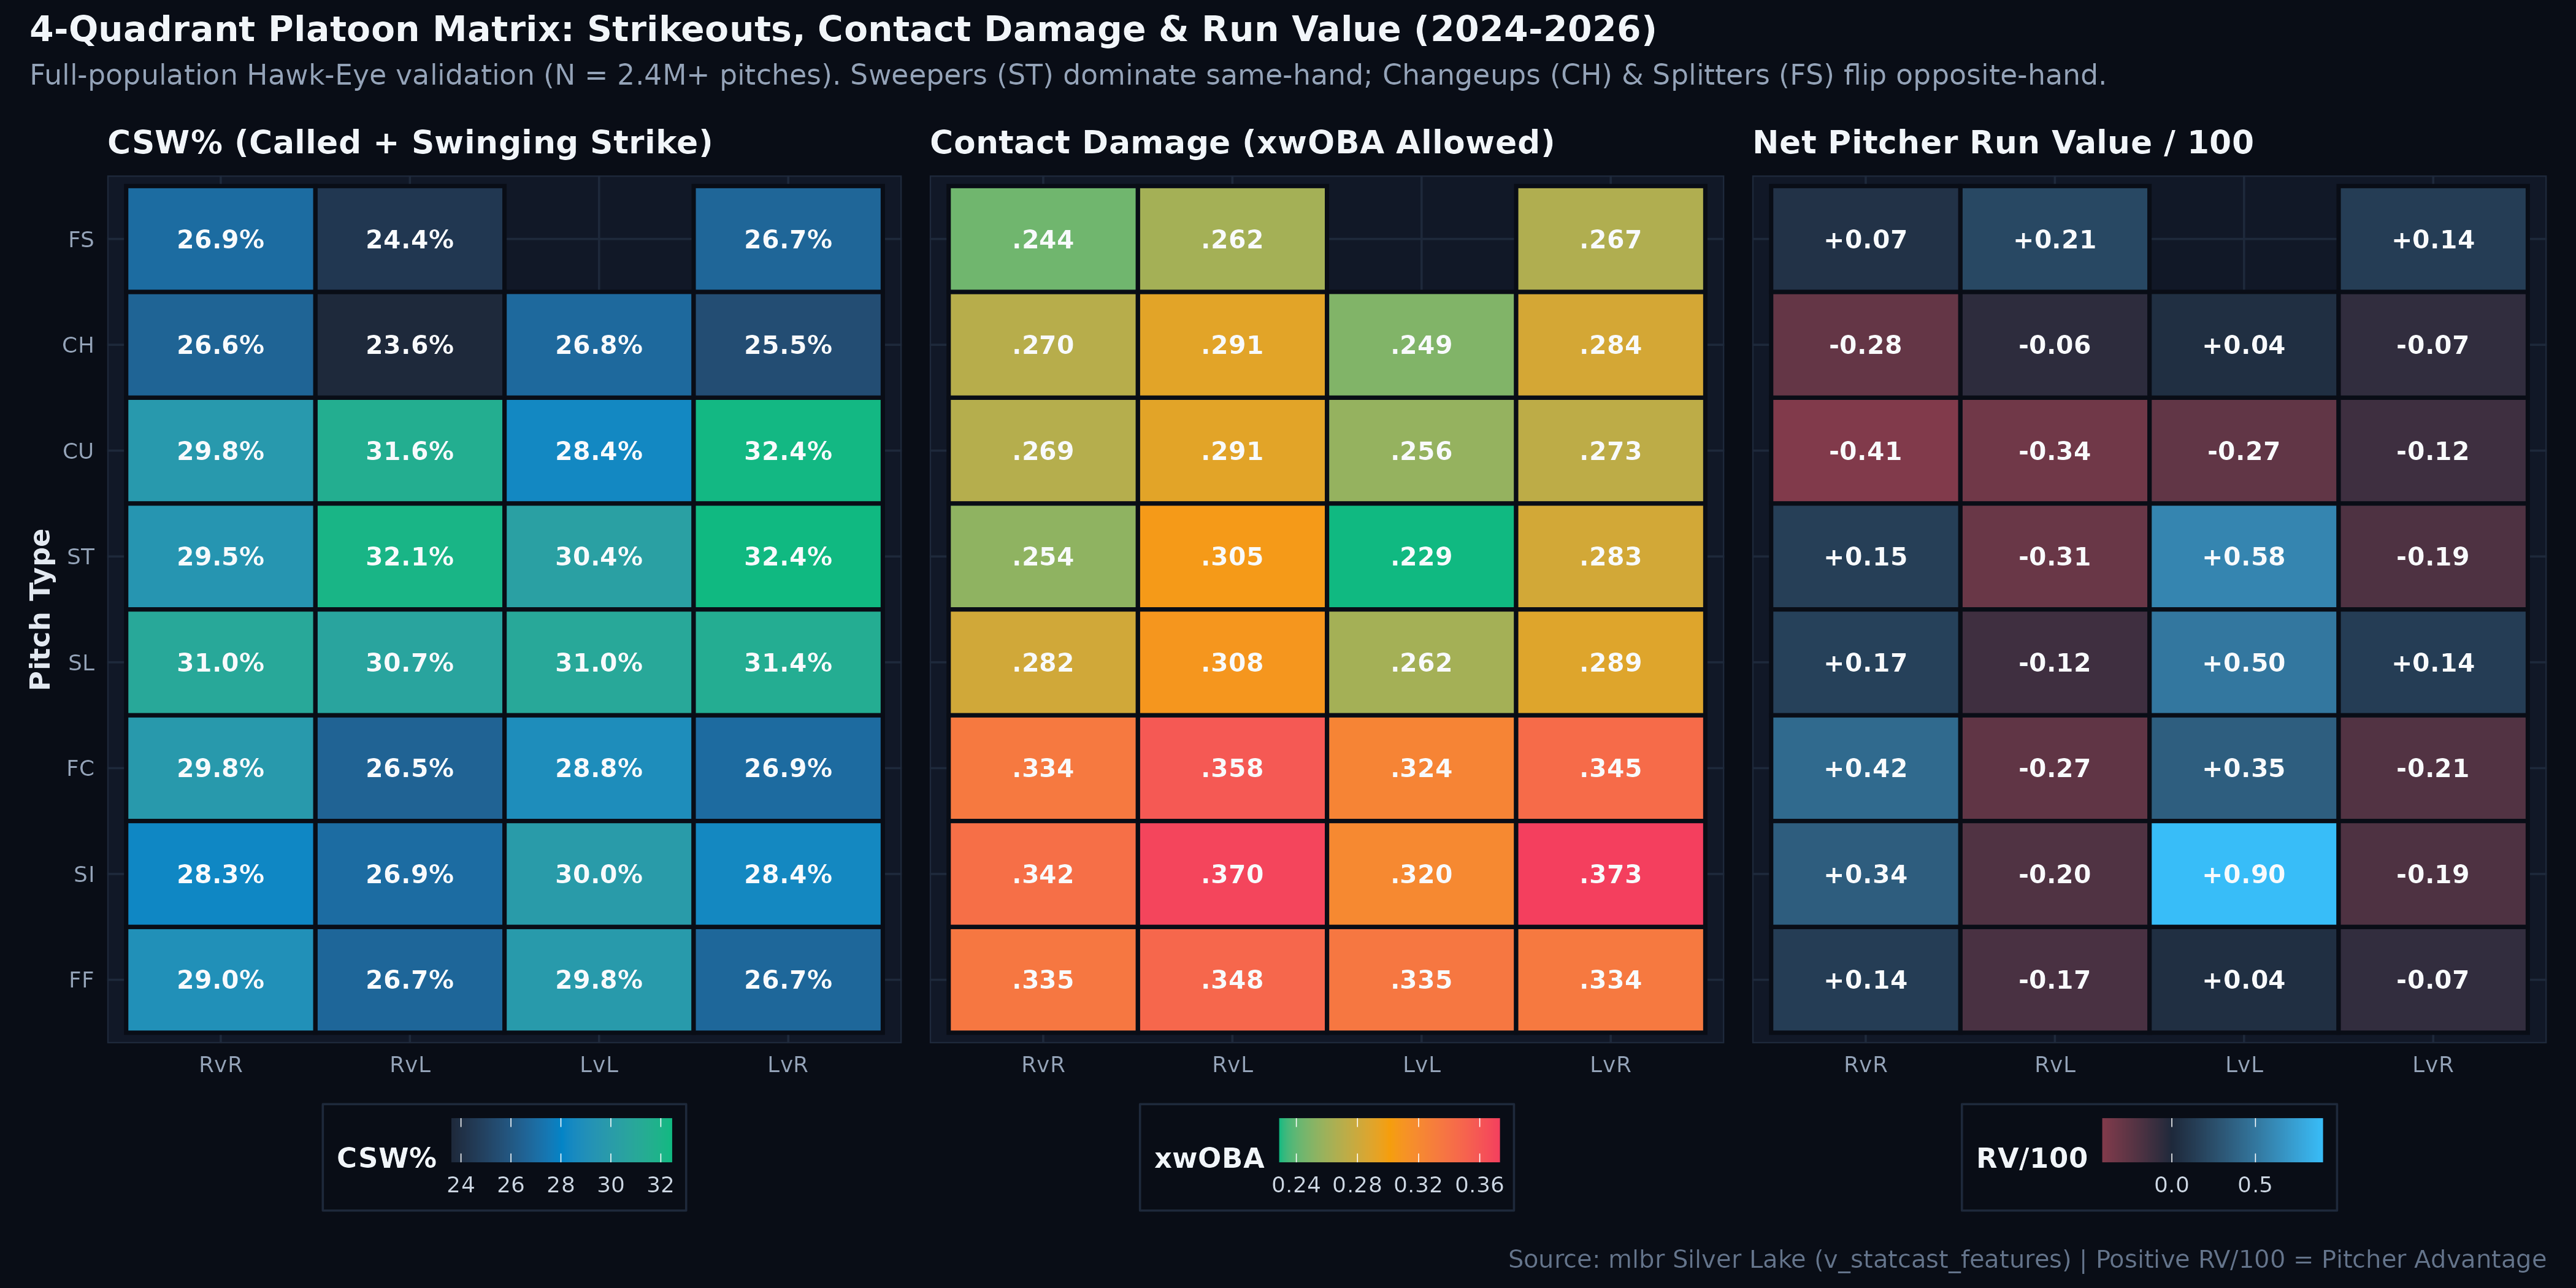 4-Quadrant Platoon Matrix: Strikeouts, Contact Damage & Run Value (2024-2026)
Full-population Hawk-Eye validation (N = 2.4M+ pitches). Sweepers (ST) dominate same-hand; Changeups (CH) & Splitters (FS) flip opposite-hand.
CSW% (Called + Swinging Strike)
Pitch Type
FS 26.9% 24.4% 26.7%
CH 26.6% 23.6% 26.8% 25.5%
CU 29.8% 31.6% 28.4% 32.4%
ST 29.5% 32.1% 30.4% 32.4%
SL 31.0% 30.7% 31.0% 31.4%
FC 29.8% 26.5% 28.8% 26.9%
SI 28.3% 26.9% 30.0% 28.4%
FF 29.0% 26.7% 29.8% 26.7%
RvR RvL LvL LvR
CSW%
24 26 28 30 32
Contact Damage (xwOBA Allowed)
.244 .262 .267
.270 .291 .249 .284
.269 .291 .256 .273
.254 .305 .229 .283
.282 .308 .262 .289
.334 .358 .324 .345
.342 .370 .320 .373
.335 .348 .335 .334
RvR RvL LvL LvR
xwOBA
0.24 0.28 0.32 0.36
Net Pitcher Run Value / 100
+0.07 +0.21 +0.14
-0.28 -0.06 +0.04 -0.07
-0.41 -0.34 -0.27 -0.12
+0.15 -0.31 +0.58 -0.19
+0.17 -0.12 +0.50 +0.14
+0.42 -0.27 +0.35 -0.21
+0.34 -0.20 +0.90 -0.19
+0.14 -0.17 +0.04 -0.07
RvR RvL LvL LvR
RV/100
0.0 0.5
Source: mlbr Silver Lake (v_statcast_features) | Positive RV/100 = Pitcher Advantage